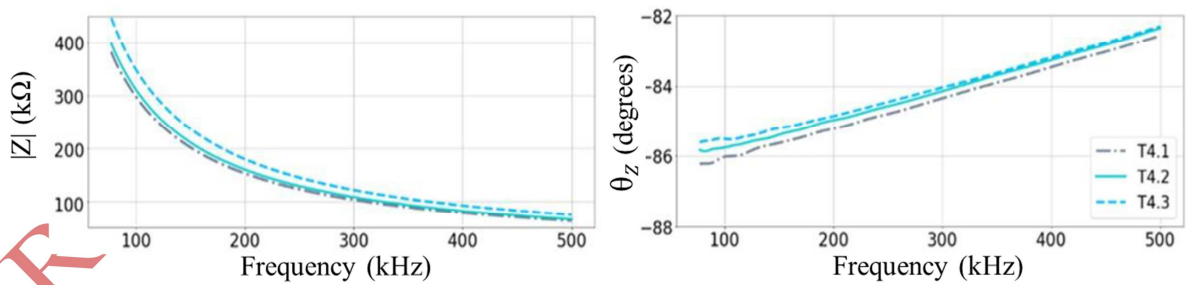 |Z| (kΩ)
400
300
200
100
100 200 300 400 500
Frequency (kHz)
θZ (degrees)
-82
-84
-86
-88
100 200 300 400 500
Frequency (kHz)
T4.1
T4.2
T4.3